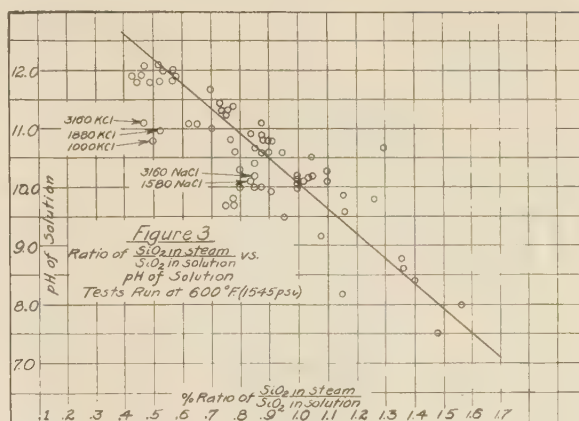 12.0
11.0
10.0
9.0
8.0
7.0
pH of Solution
3160 KCl
1880 KCl
1000 KCl
3160 NaCl
1580 NaCl
Figure 3
Ratio of SiO2 in steam / SiO2 in solution vs.
pH of Solution
Tests Run at 600°F. (1545 psi)
% Ratio of SiO2 in steam / SiO2 in solution
.1 .2 .3 .4 .5 .6 .7 .8 .9 1.0 1.1 1.2 1.3 1.4 1.5 1.6 1.7